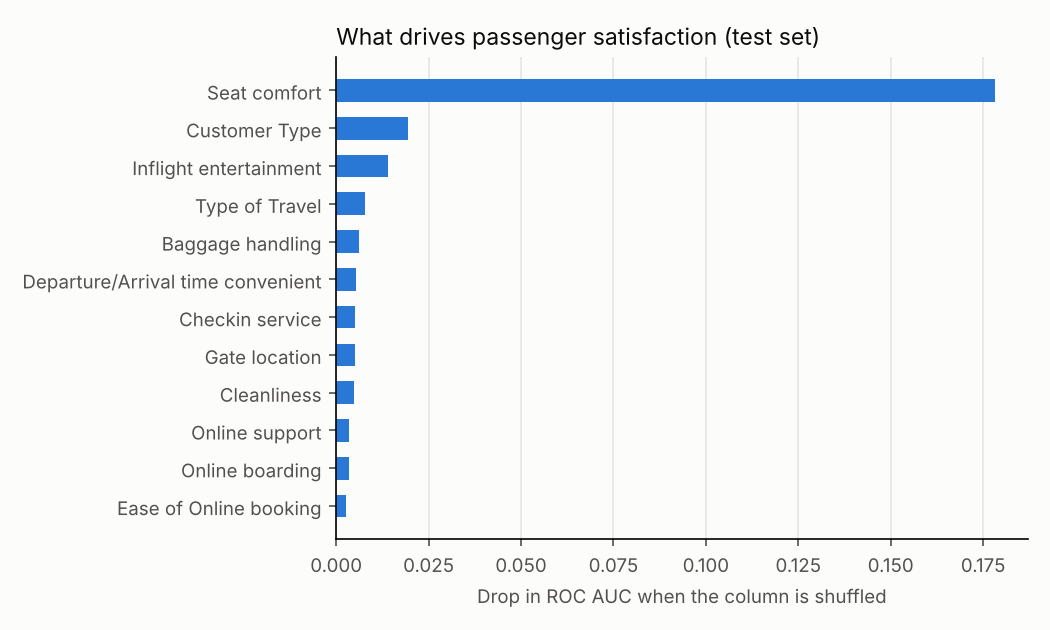 What drives passenger satisfaction (test set)
Seat comfort
Customer Type
Inflight entertainment
Type of Travel
Baggage handling
Departure/Arrival time convenient
Checkin service
Gate location
Cleanliness
Online support
Online boarding
Ease of Online booking
0.000 0.025 0.050 0.075 0.100 0.125 0.150 0.175
Drop in ROC AUC when the column is shuffled